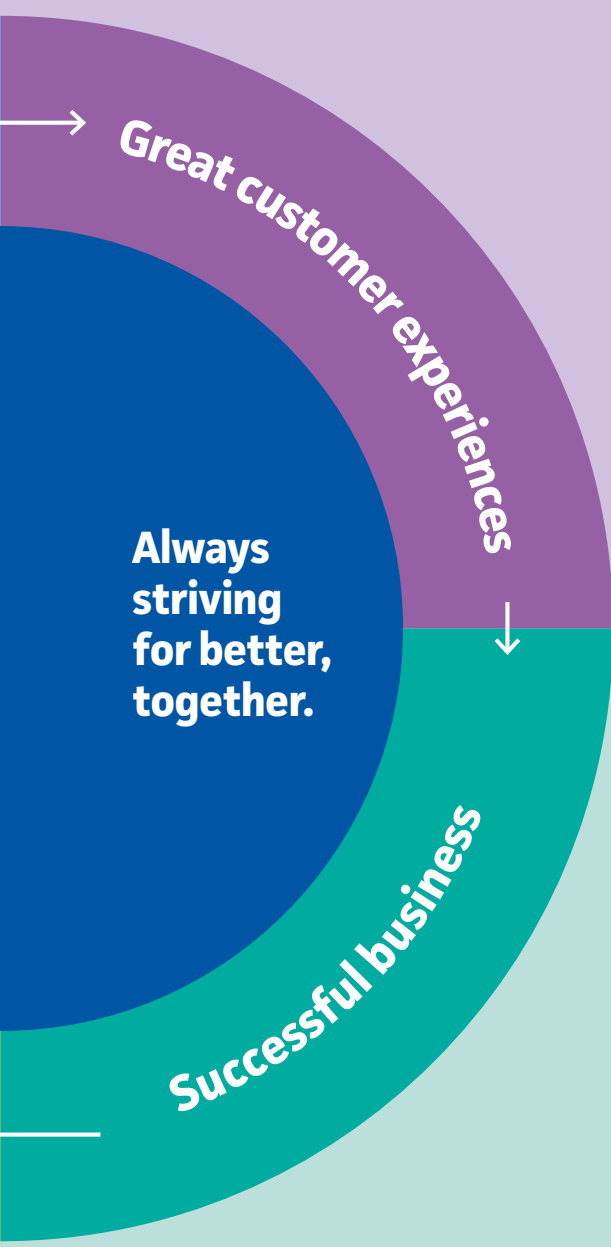 Great customer experiences
Always
striving
for better,
together.
Successful business